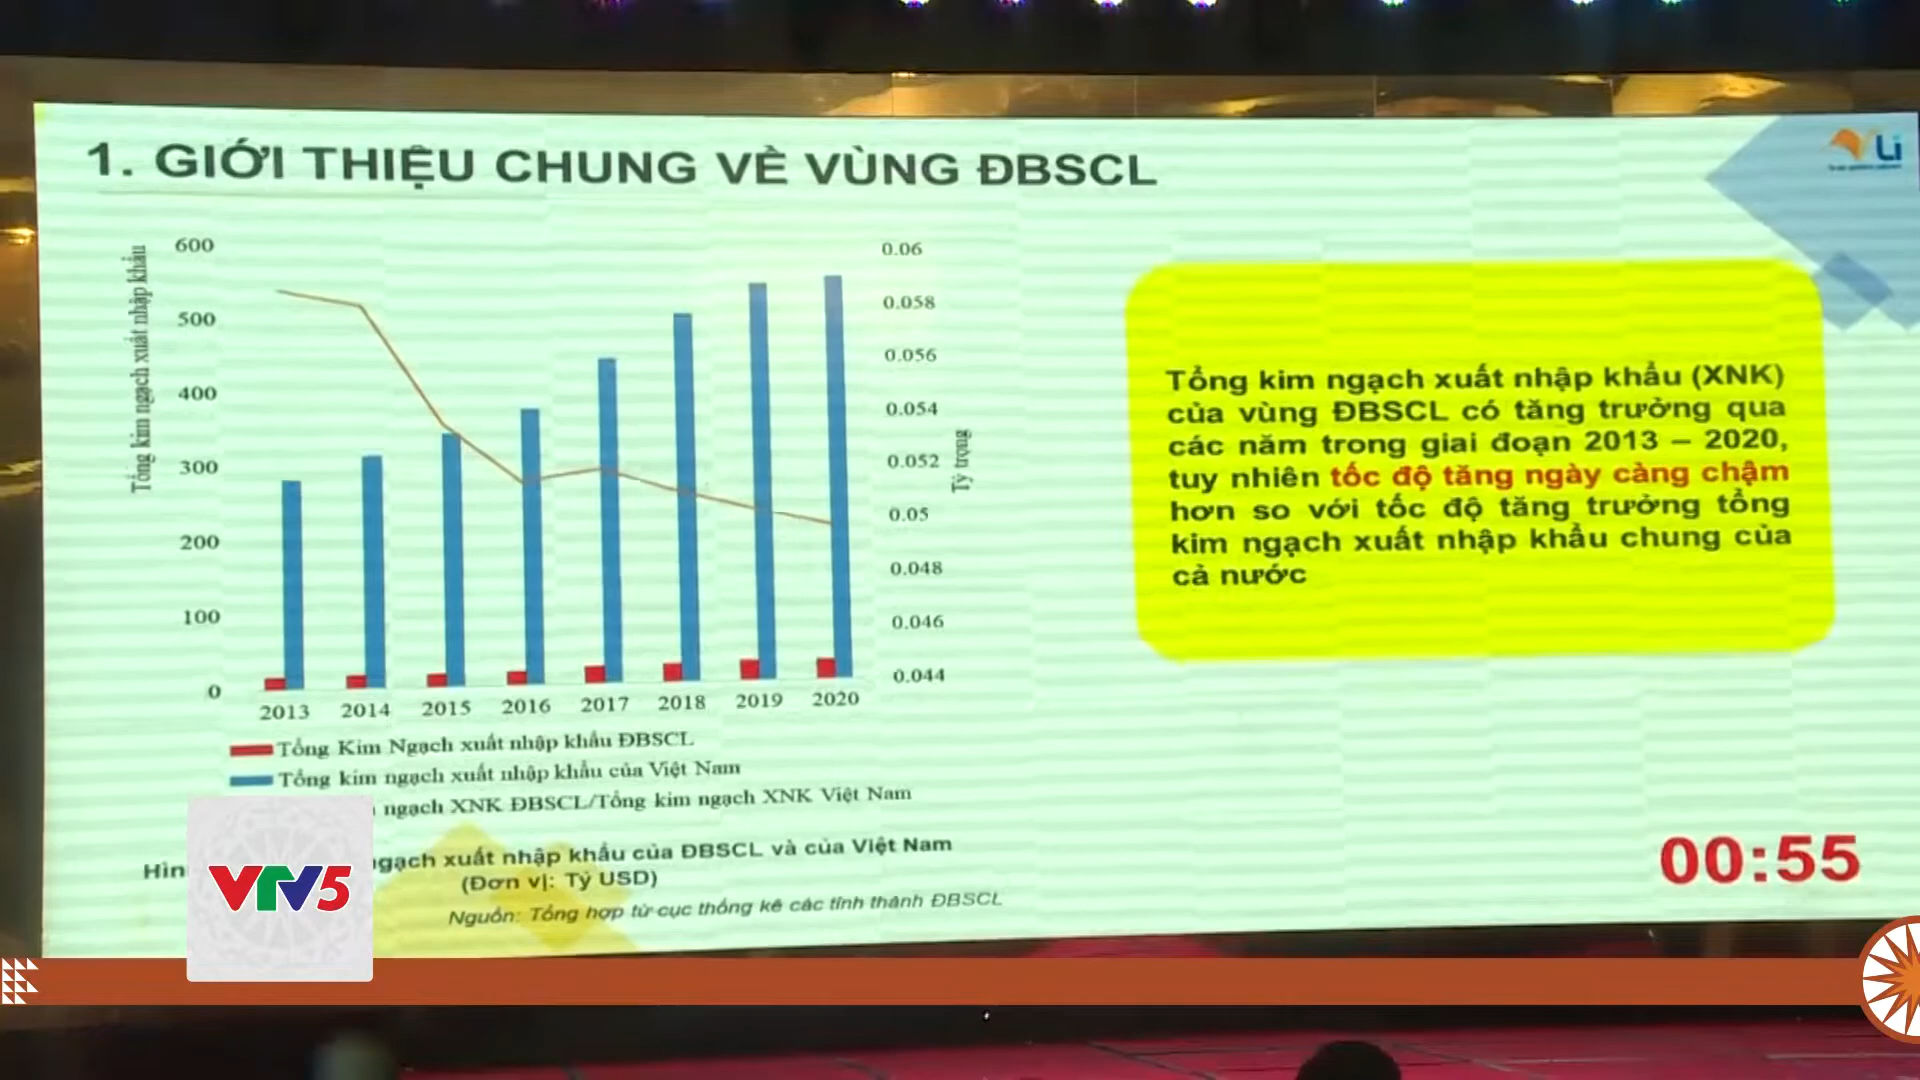 1. GIỚI THIỆU CHUNG VỀ VÙNG ĐBSCL
Li
Tổng kim ngạch xuất nhập khẩu
600
500
400
300
200
100
0
0.06
0.058
0.056
0.054
0.052
0.05
0.048
0.046
0.044
Tỷ trọng
2013 2014 2015 2016 2017 2018 2019 2020
Tổng Kim Ngạch xuất nhập khẩu ĐBSCL
Tổng kim ngạch xuất nhập khẩu của Việt Nam
ngạch XNK ĐBSCL/Tổng kim ngạch XNK Việt Nam
ngạch xuất nhập khẩu của ĐBSCL và của Việt Nam
(Đơn vị: Tỷ USD)
Nguồn: Tổng hợp từ cục thống kê các tỉnh thành ĐBSCL
Tổng kim ngạch xuất nhập khẩu (XNK)
của vùng ĐBSCL có tăng trưởng qua
các năm trong giai đoạn 2013 – 2020,
tuy nhiên tốc độ tăng ngày càng chậm
hơn so với tốc độ tăng trưởng tổng
kim ngạch xuất nhập khẩu chung của
cả nước
00:55
VTV5